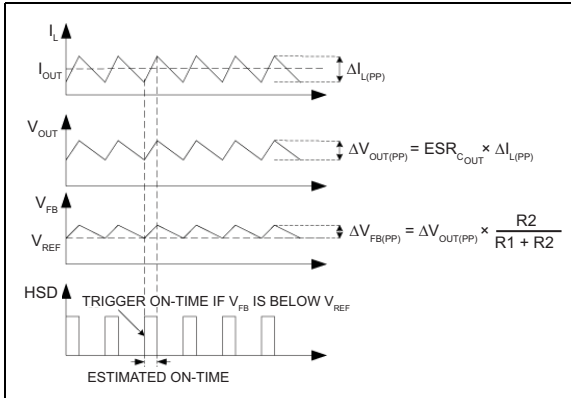 I_L
I_OUT
ΔI_L(PP)
V_OUT
ΔV_OUT(PP) = ESR_C_OUT × ΔI_L(PP)
V_FB
V_REF
ΔV_FB(PP) = ΔV_OUT(PP) × R2 / R1 + R2
HSD
TRIGGER ON-TIME IF V_FB IS BELOW V_REF
ESTIMATED ON-TIME